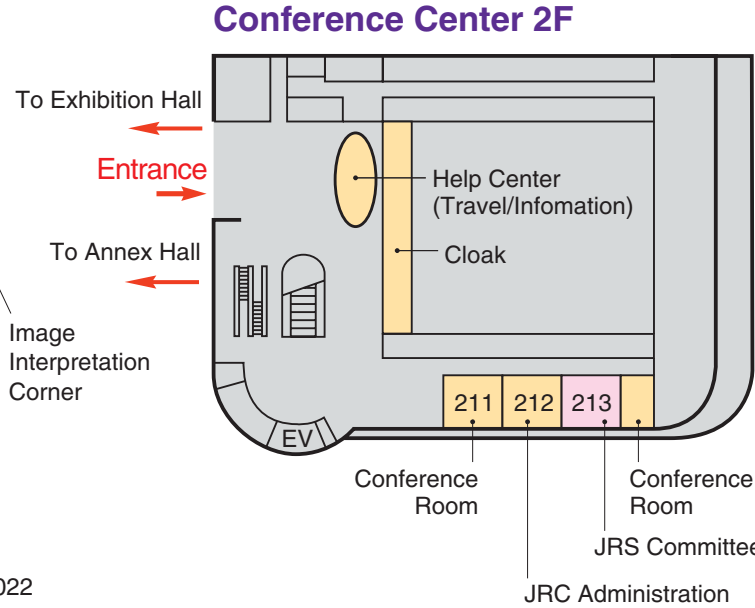 Conference Center 2F
To Exhibition Hall
Entrance
Help Center
(Travel/Infomation)
To Annex Hall
Cloak
Image
Interpretation
Corner
211
212
213
EV
Conference
Room
Conference
Room
JRS Committee
022
JRC Administration